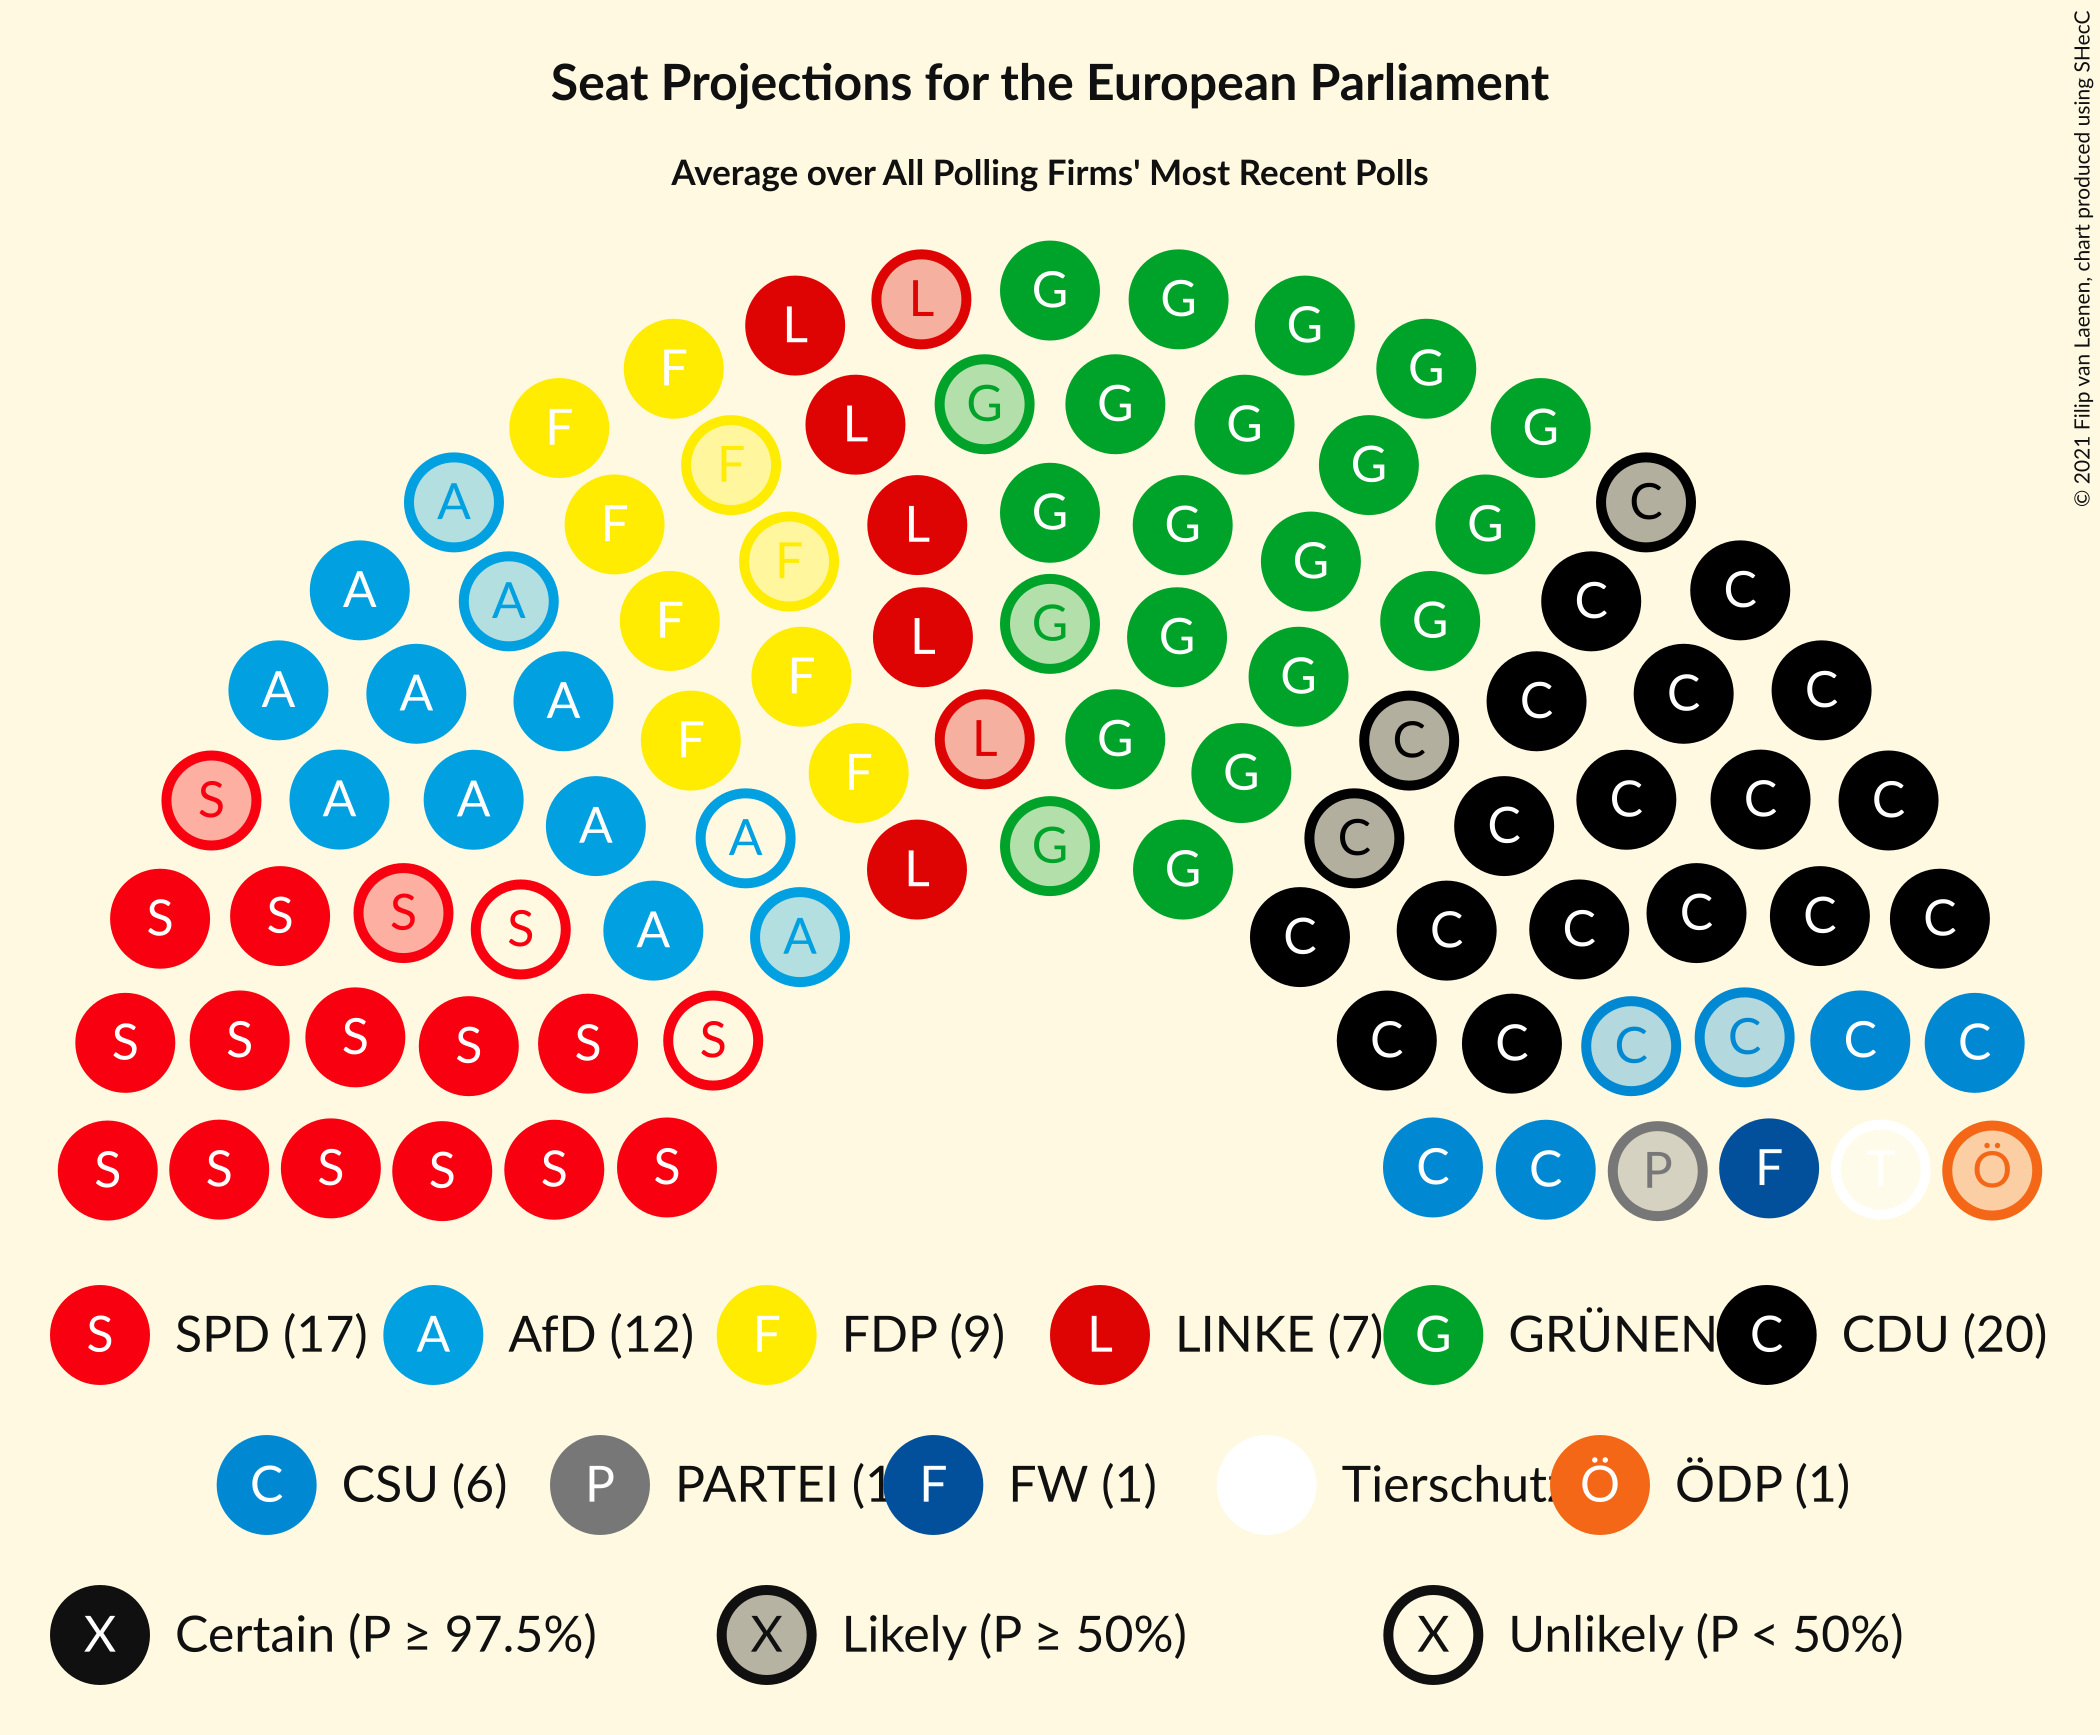 Seat Projections for the European Parliament
Average over All Polling Firms' Most Recent Polls
© 2021 Filip van Laenen, chart produced using SHecC
L G G G
L G
F G
F L G G G G
F G
A F L G G G C
A F G
A A F L G G G C C
F G
A A A F L G G C C C C
F G
S A A A A L G C C C C C
S S S S A A C C C C C C
S S S S S S C C C C C C
S S S S S S C C P F T Ö
S SPD (17) A AfD (12) F FDP (9) L LINKE (7) G GRÜNEN C CDU (20)
C CSU (6) P PARTEI (1 F FW (1) Tierschutz Ö ÖDP (1)
X Certain (P ≥ 97.5%) X Likely (P ≥ 50%) X Unlikely (P < 50%)